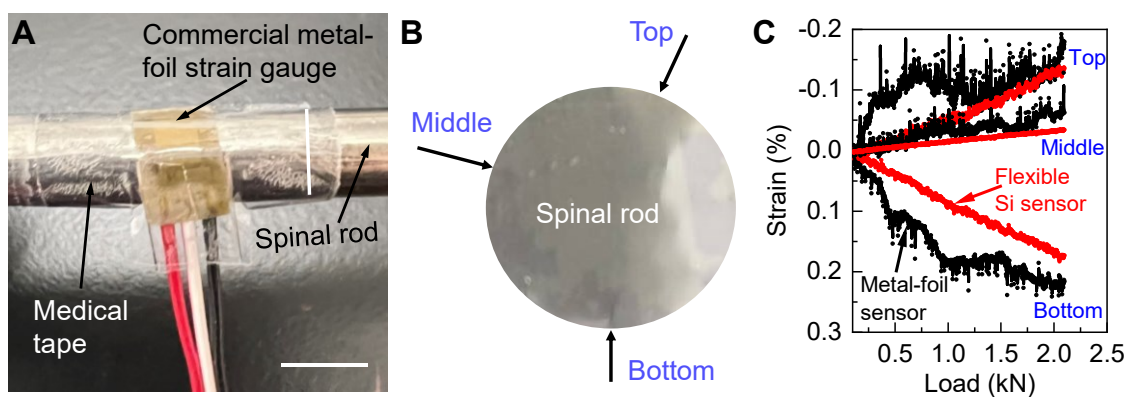 A
Commercial metal-
foil strain gauge
Medical
tape
Spinal rod
B
Top
Middle
Spinal rod
Bottom
C
-0.2
-0.1
0.0
0.1
0.2
0.3
Strain (%)
Top
Middle
Flexible
Si sensor
Metal-foil
sensor
Bottom
0.5 1.0 1.5 2.0 2.5
Load (kN)